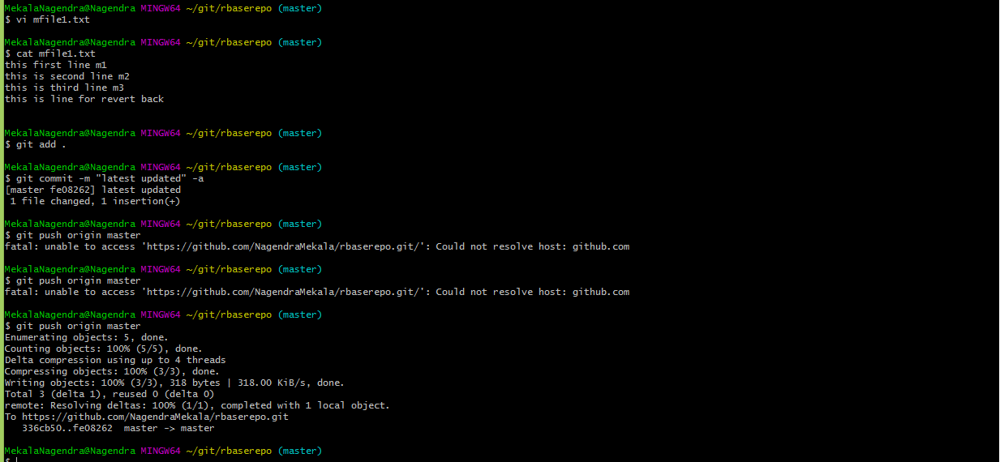 MekalaNagendra@Nagendra MINGW64 ~/git/rbaserepo (master)
$ vi mfile1.txt
MekalaNagendra@Nagendra MINGW64 ~/git/rbaserepo (master)
$ cat mfile1.txt
this first line m1
this is second line m2
this is third line m3
this is line for revert back
MekalaNagendra@Nagendra MINGW64 ~/git/rbaserepo (master)
$ git add .
MekalaNagendra@Nagendra MINGW64 ~/git/rbaserepo (master)
$ git commit -m "latest updated" -a
[master fe08262] latest updated
 1 file changed, 1 insertion(+)
MekalaNagendra@Nagendra MINGW64 ~/git/rbaserepo (master)
$ git push origin master
fatal: unable to access 'https://github.com/NagendraMekala/rbaserepo.git/': Could not resolve host: github.com
MekalaNagendra@Nagendra MINGW64 ~/git/rbaserepo (master)
$ git push origin master
fatal: unable to access 'https://github.com/NagendraMekala/rbaserepo.git/': Could not resolve host: github.com
MekalaNagendra@Nagendra MINGW64 ~/git/rbaserepo (master)
$ git push origin master
Enumerating objects: 5, done.
Counting objects: 100% (5/5), done.
Delta compression using up to 4 threads
Compressing objects: 100% (3/3), done.
Writing objects: 100% (3/3), 318 bytes | 318.00 KiB/s, done.
Total 3 (delta 1), reused 0 (delta 0)
remote: Resolving deltas: 100% (1/1), completed with 1 local object.
To https://github.com/NagendraMekala/rbaserepo.git
   336cb50..fe08262  master -> master
MekalaNagendra@Nagendra MINGW64 ~/git/rbaserepo (master)
$